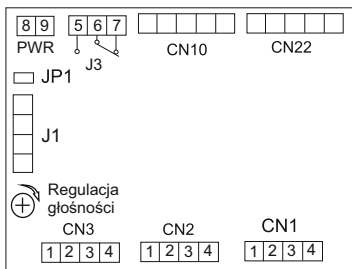 8 9 5 6 7
PWR J3 CN10 CN22
JP1
J1
Regulacja
głośności
CN3 CN2 CN1
1 2 3 4 1 2 3 4 1 2 3 4